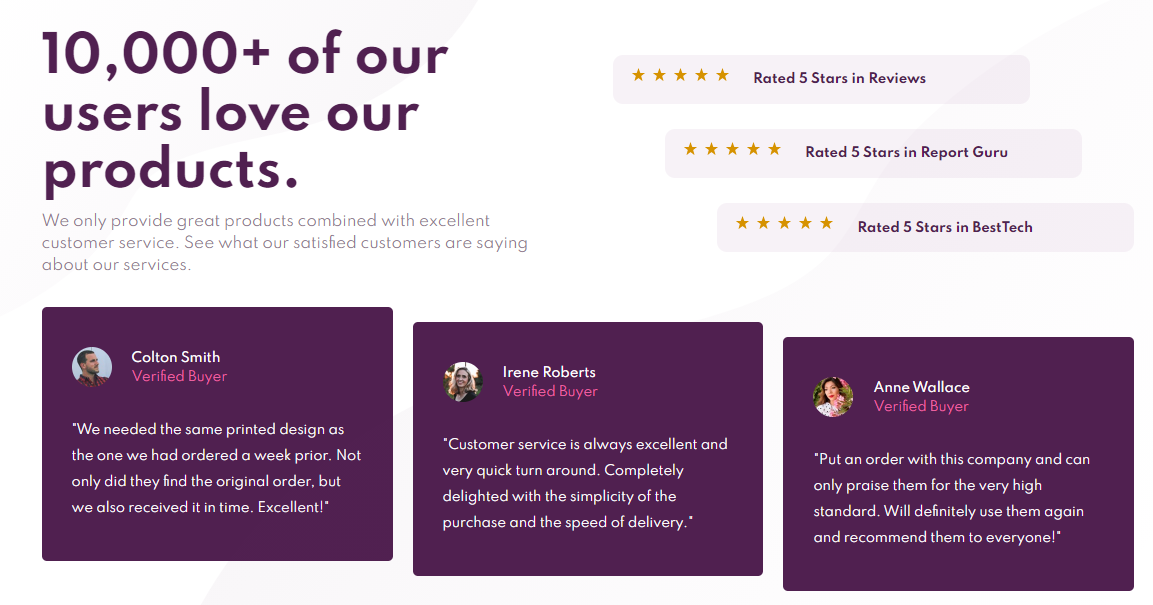 10,000+ of our
users love our
products.
We only provide great products combined with excellent
customer service. See what our satisfied customers are saying
about our services.
Rated 5 Stars in Reviews
Rated 5 Stars in Report Guru
Rated 5 Stars in BestTech
Colton Smith
Verified Buyer
"We needed the same printed design as
the one we had ordered a week prior. Not
only did they find the original order, but
we also received it in time. Excellent!"
Irene Roberts
Verified Buyer
"Customer service is always excellent and
very quick turn around. Completely
delighted with the simplicity of the
purchase and the speed of delivery."
Anne Wallace
Verified Buyer
"Put an order with this company and can
only praise them for the very high
standard. Will definitely use them again
and recommend them to everyone!"